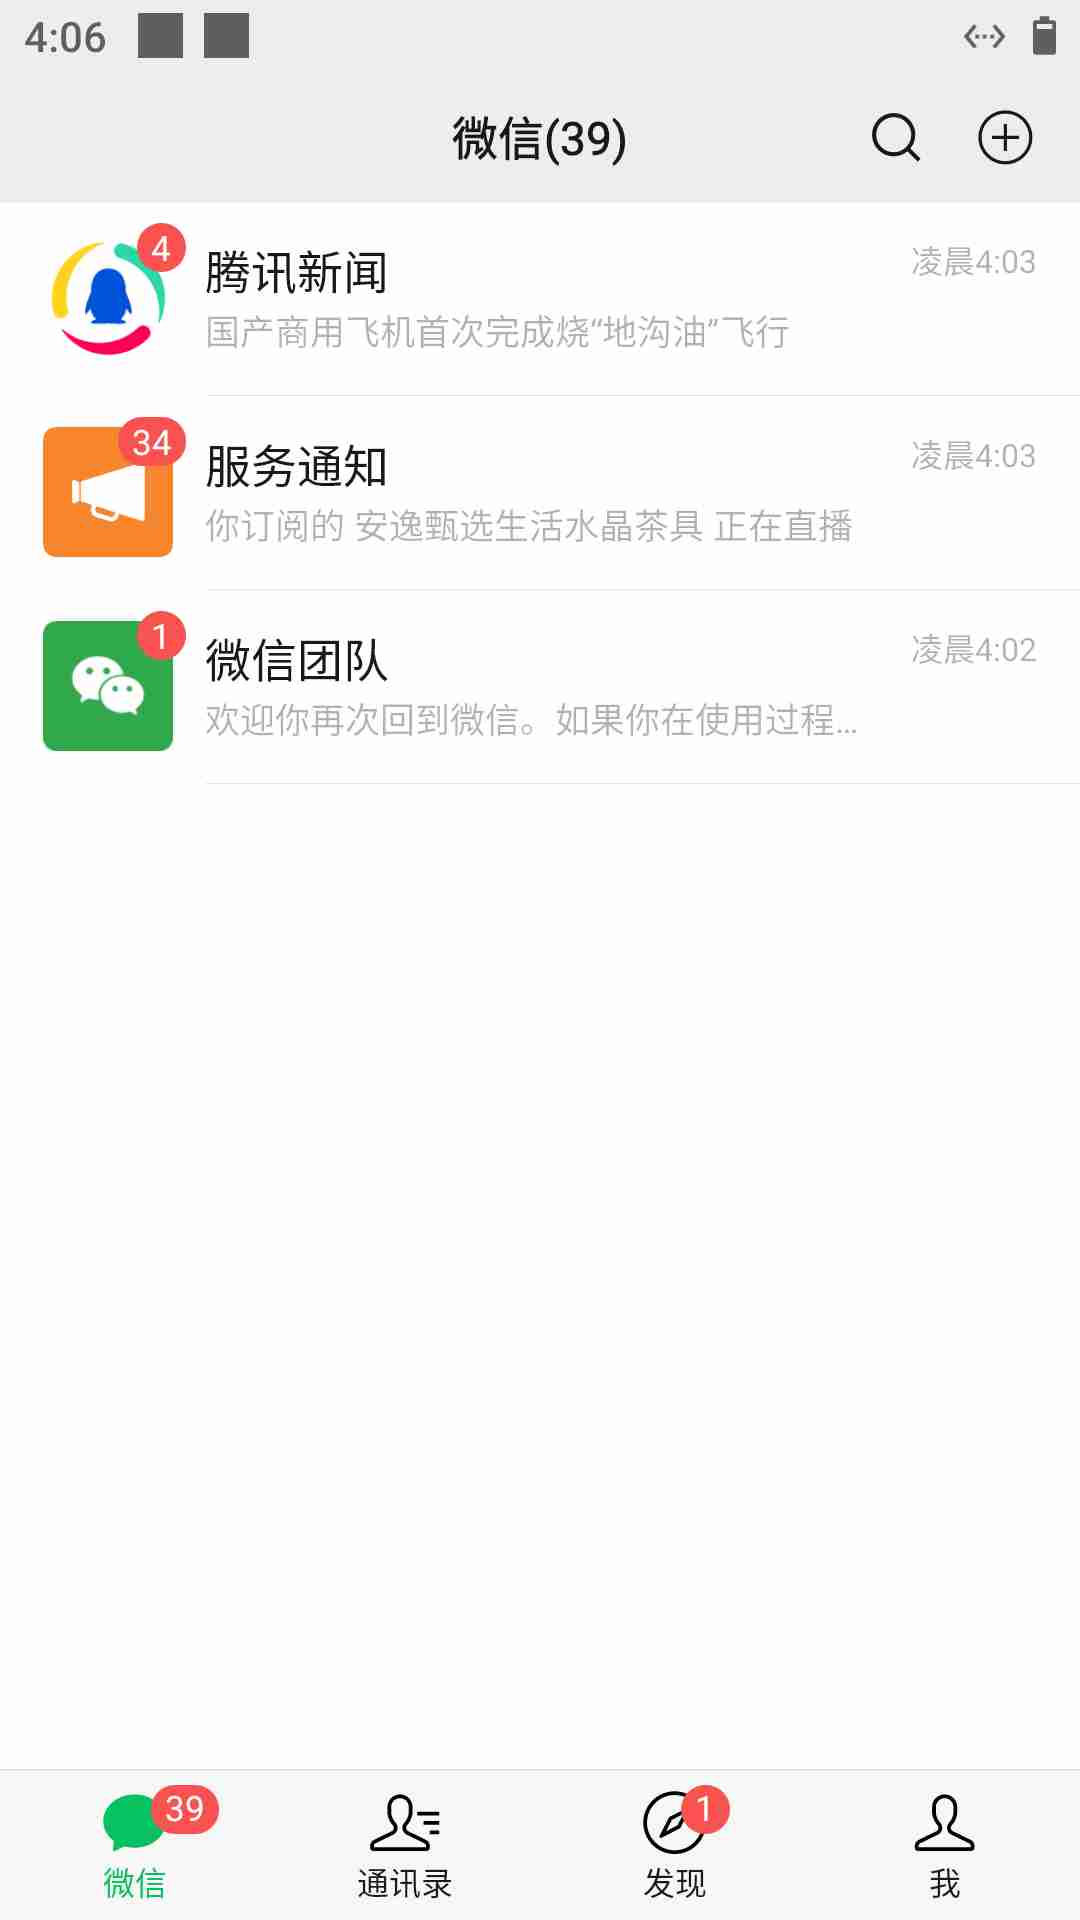 4:06
微信(39)
4
腾讯新闻
凌晨4:03
国产商用飞机首次完成烧“地沟油”飞行
34
服务通知
凌晨4:03
你订阅的 安逸甄选生活水晶茶具 正在直播
1
微信团队
凌晨4:02
欢迎你再次回到微信。如果你在使用过程...
39
1
微信
通讯录
发现
我